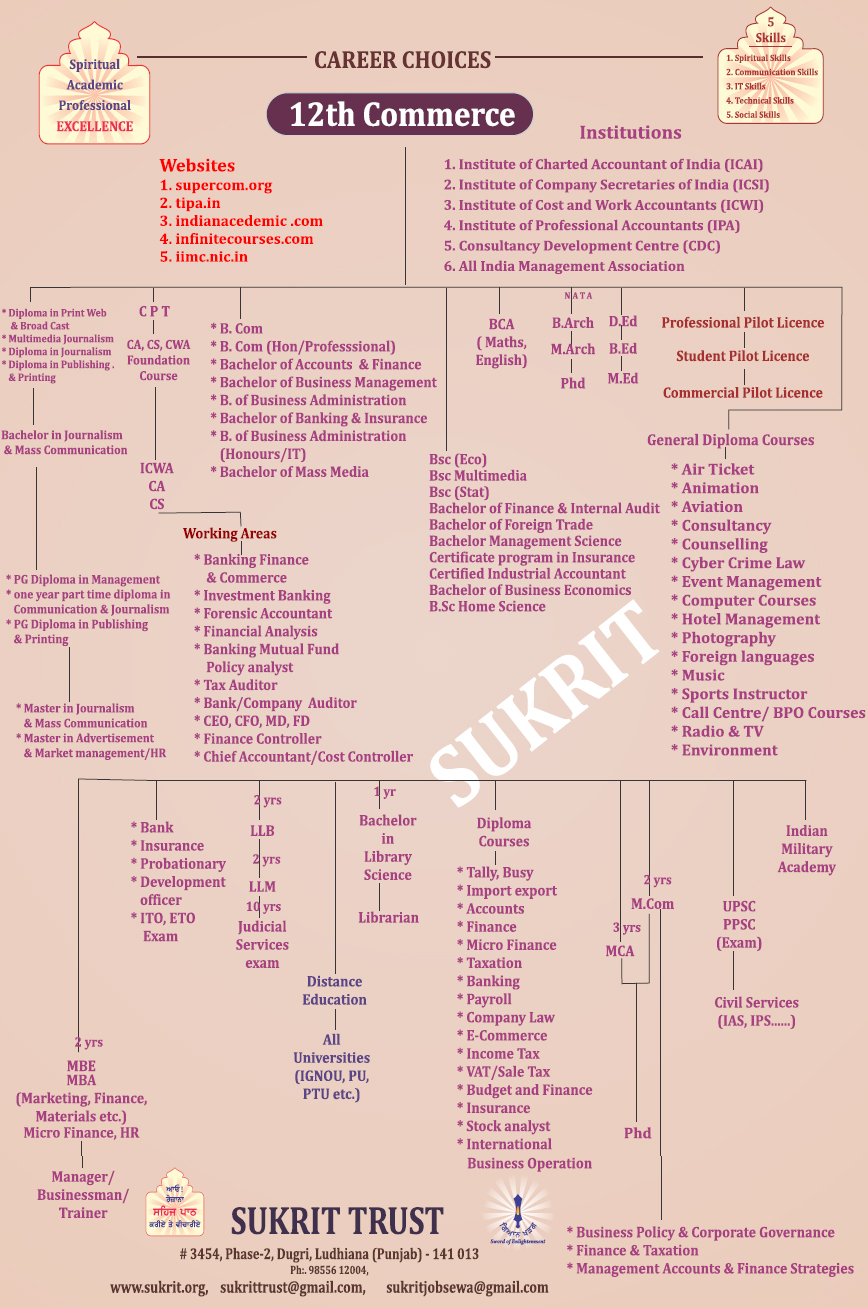 Spiritual
Academic
Professional
EXCELLENCE
CAREER CHOICES
12th Commerce
5
Skills
1. Spiritual Skills
2. Communication Skills
3. IT Skills
4. Technical Skills
5. Social Skills
Websites
1. supercom.org
2. tipa.in
3. indianacedemic .com
4. infinitecourses.com
5. iimc.nic.in
Institutions
1. Institute of Charted Accountant of India (ICAI)
2. Institute of Company Secretaries of India (ICSI)
3. Institute of Cost and Work Accountants (ICWI)
4. Institute of Professional Accountants (IPA)
5. Consultancy Development Centre (CDC)
6. All India Management Association
* Diploma in Print Web
& Broad Cast
* Multimedia Journalism
* Diploma in Journalism
* Diploma in Publishing .
& Printing
Bachelor in Journalism
& Mass Communication
* PG Diploma in Management
* one year part time diploma in
Communication & Journalism
* PG Diploma in Publishing
& Printing
* Master in Journalism
& Mass Communication
* Master in Advertisement
& Market management/HR
C P T
CA, CS, CWA
Foundation
Course
ICWA
CA
CS
* B. Com
* B. Com (Hon/Professsional)
* Bachelor of Accounts & Finance
* Bachelor of Business Management
* B. of Business Administration
* Bachelor of Banking & Insurance
* B. of Business Administration
(Honours/IT)
* Bachelor of Mass Media
Working Areas
* Banking Finance
& Commerce
* Investment Banking
* Forensic Accountant
* Financial Analysis
* Banking Mutual Fund
Policy analyst
* Tax Auditor
* Bank/Company Auditor
* CEO, CFO, MD, FD
* Finance Controller
* Chief Accountant/Cost Controller
Bsc (Eco)
Bsc Multimedia
Bsc (Stat)
Bachelor of Finance & Internal Audit
Bachelor of Foreign Trade
Bachelor Management Science
Certificate program in Insurance
Certified Industrial Accountant
Bachelor of Business Economics
B.Sc Home Science
BCA
( Maths,
English)
NATA
B.Arch
M.Arch
Phd
D.Ed
B.Ed
M.Ed
Professional Pilot Licence
Student Pilot Licence
Commercial Pilot Licence
General Diploma Courses
* Air Ticket
* Animation
* Aviation
* Consultancy
* Counselling
* Cyber Crime Law
* Event Management
* Computer Courses
* Hotel Management
* Photography
* Foreign languages
* Music
* Sports Instructor
* Call Centre/ BPO Courses
* Radio & TV
* Environment
SUKRIT
2 yrs
MBE
MBA
(Marketing, Finance,
Materials etc.)
Micro Finance, HR
Manager/
Businessman/
Trainer
* Bank
* Insurance
* Probationary
* Development
officer
* ITO, ETO
Exam
2 yrs
LLB
2 yrs
LLM
10 yrs
Judicial
Services
exam
Distance
Education
All
Universities
(IGNOU, PU,
PTU etc.)
1 yr
Bachelor
in
Library
Science
Librarian
Diploma
Courses
* Tally, Busy
* Import export
* Accounts
* Finance
* Micro Finance
* Taxation
* Banking
* Payroll
* Company Law
* E-Commerce
* Income Tax
* VAT/Sale Tax
* Budget and Finance
* Insurance
* Stock analyst
* International
Business Operation
3 yrs
MCA
2 yrs
M.Com
Phd
* Business Policy & Corporate Governance
* Finance & Taxation
* Management Accounts & Finance Strategies
UPSC
PPSC
(Exam)
Civil Services
(IAS, IPS......)
Indian
Military
Academy
ਆਓ !
ਰੋਜ਼ਾਨਾ
ਸਹਿਜ ਪਾਠ
ਕਰੀਏ ਤੇ ਵੀਚਾਰੀਏ
SUKRIT TRUST
Sword of Enlightenment
# 3454, Phase-2, Dugri, Ludhiana (Punjab) - 141 013
Ph:. 98556 12004,
www.sukrit.org, sukrittrust@gmail.com, sukritjobsewa@gmail.com